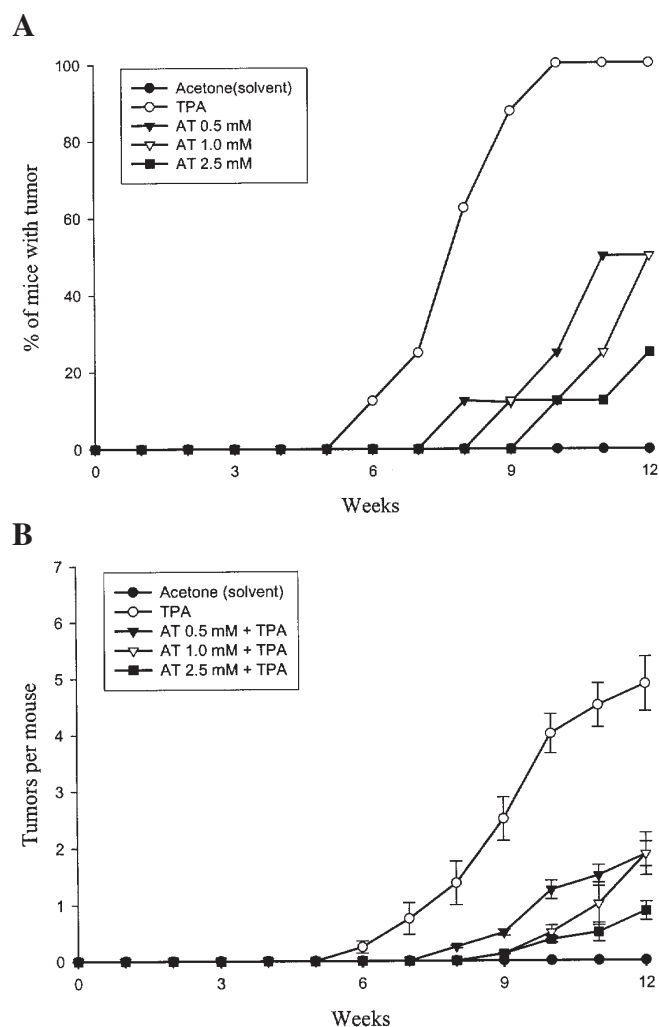 A
100
80
60
40
20
0
% of mice with tumor
Acetone(solvent)
TPA
AT 0.5 mM
AT 1.0 mM
AT 2.5 mM
0 3 6 9 12
Weeks
B
7
6
5
4
3
2
1
0
Tumors per mouse
Acetone (solvent)
TPA
AT 0.5 mM + TPA
AT 1.0 mM + TPA
AT 2.5 mM + TPA
0 3 6 9 12
Weeks